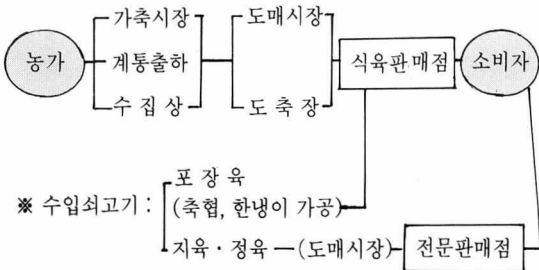 가축시장 도매시장
농가 계통출하 식육판매점 소비자
수 집 상 도 축 장
포 장 육
※ 수입쇠고기 : (축협, 한냉이 가공)
지육 · 정육 — (도매시장) 전문판매점